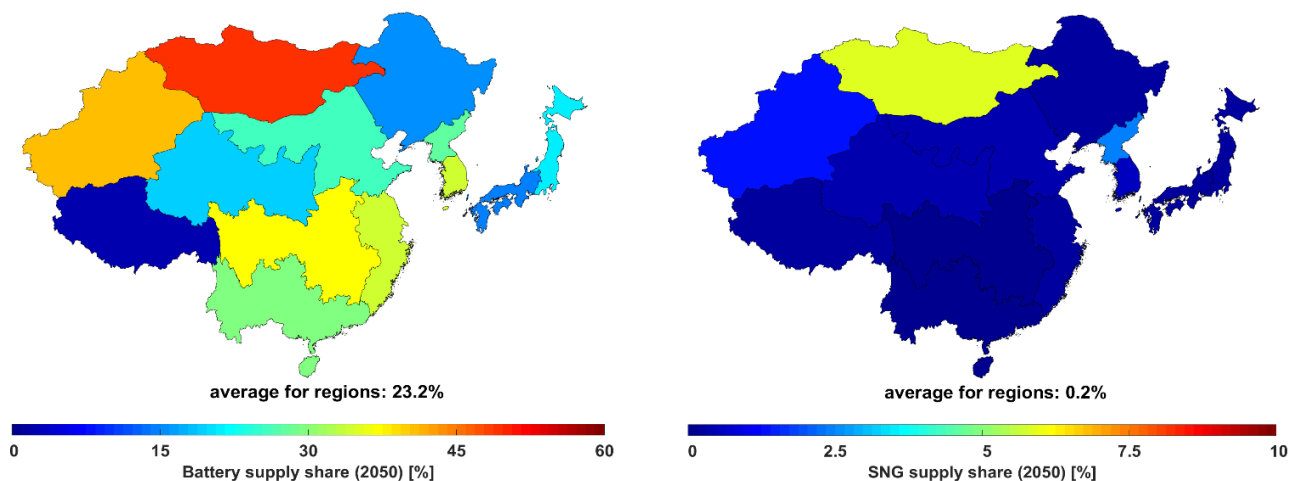 average for regions: 23.2%
0 15 30 45 60
Battery supply share (2050) [%]
average for regions: 0.2%
0 2.5 5 7.5 10
SNG supply share (2050) [%]